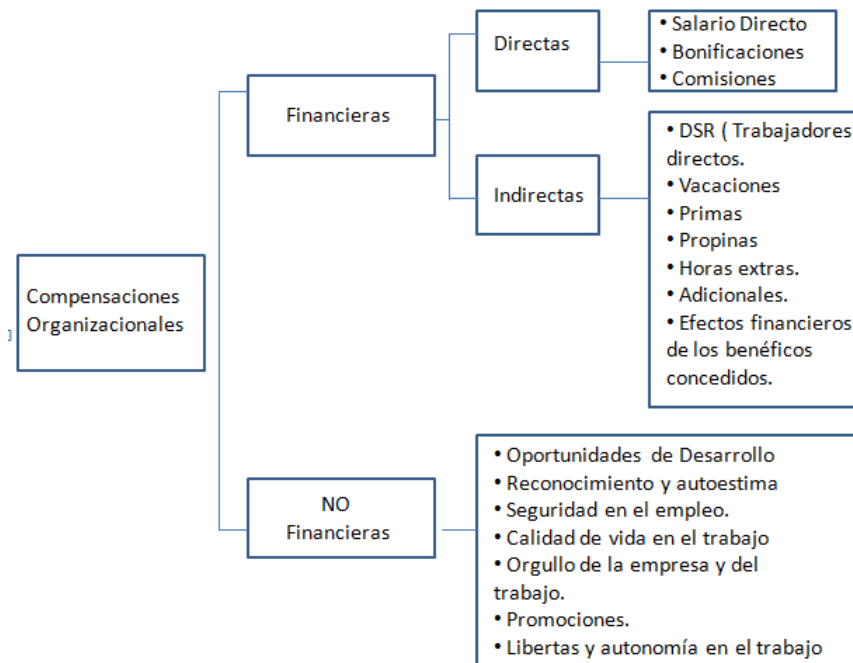 Compensaciones
Organizacionales
Financieras
Directas
• Salario Directo
• Bonificaciones
• Comisiones
Indirectas
• DSR ( Trabajadores
directos.
• Vacaciones
• Primas
• Propinas
• Horas extras.
• Adicionales.
• Efectos financieros
de los benéficos
concedidos.
NO
Financieras
• Oportunidades de Desarrollo
• Reconocimiento y autoestima
• Seguridad en el empleo.
• Calidad de vida en el trabajo
• Orgullo de la empresa y del
trabajo.
• Promociones.
• Libertas y autonomía en el trabajo